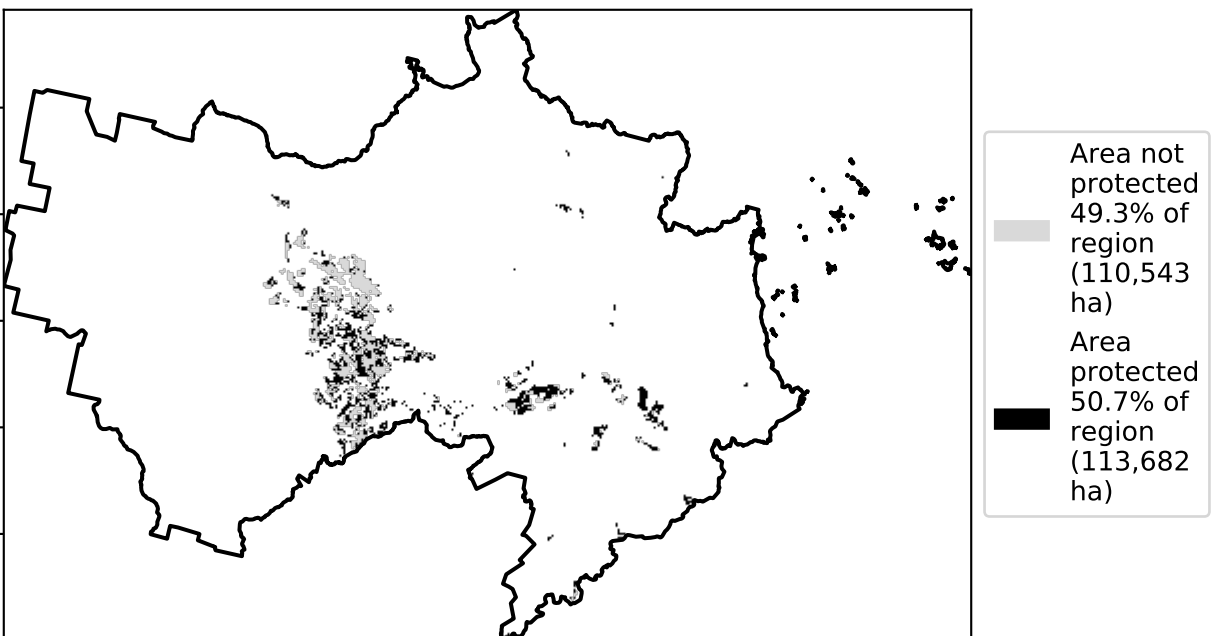 Area not
protected
49.3% of
region
(110,543
ha)
Area
protected
50.7% of
region
(113,682
ha)